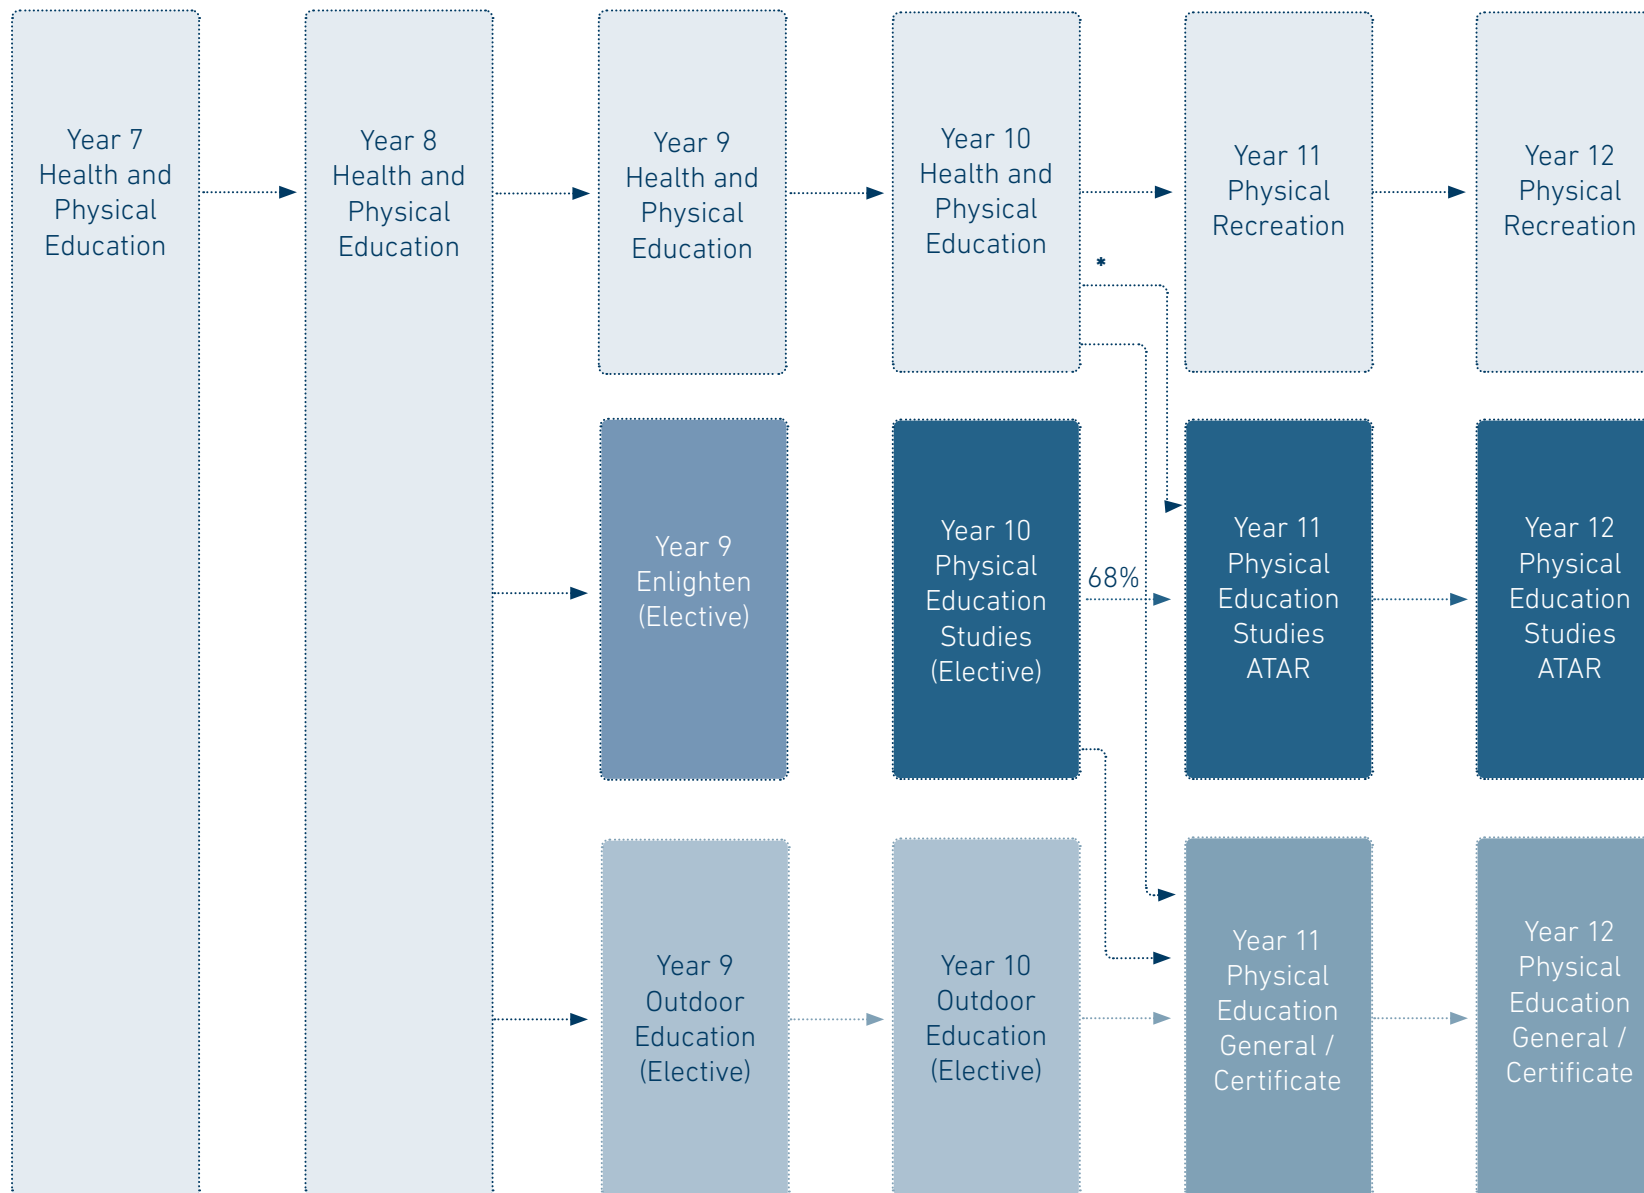 Year 7
Health and
Physical
Education
Year 8
Health and
Physical
Education
Year 9
Health and
Physical
Education
Year 10
Health and
Physical
Education
Year 11
Physical
Recreation
Year 12
Physical
Recreation
*
Year 9
Enlighten
(Elective)
Year 10
Physical
Education
Studies
(Elective)
68%
Year 11
Physical
Education
Studies
ATAR
Year 12
Physical
Education
Studies
ATAR
Year 9
Outdoor
Education
(Elective)
Year 10
Outdoor
Education
(Elective)
Year 11
Physical
Education
General /
Certificate
Year 12
Physical
Education
General /
Certificate